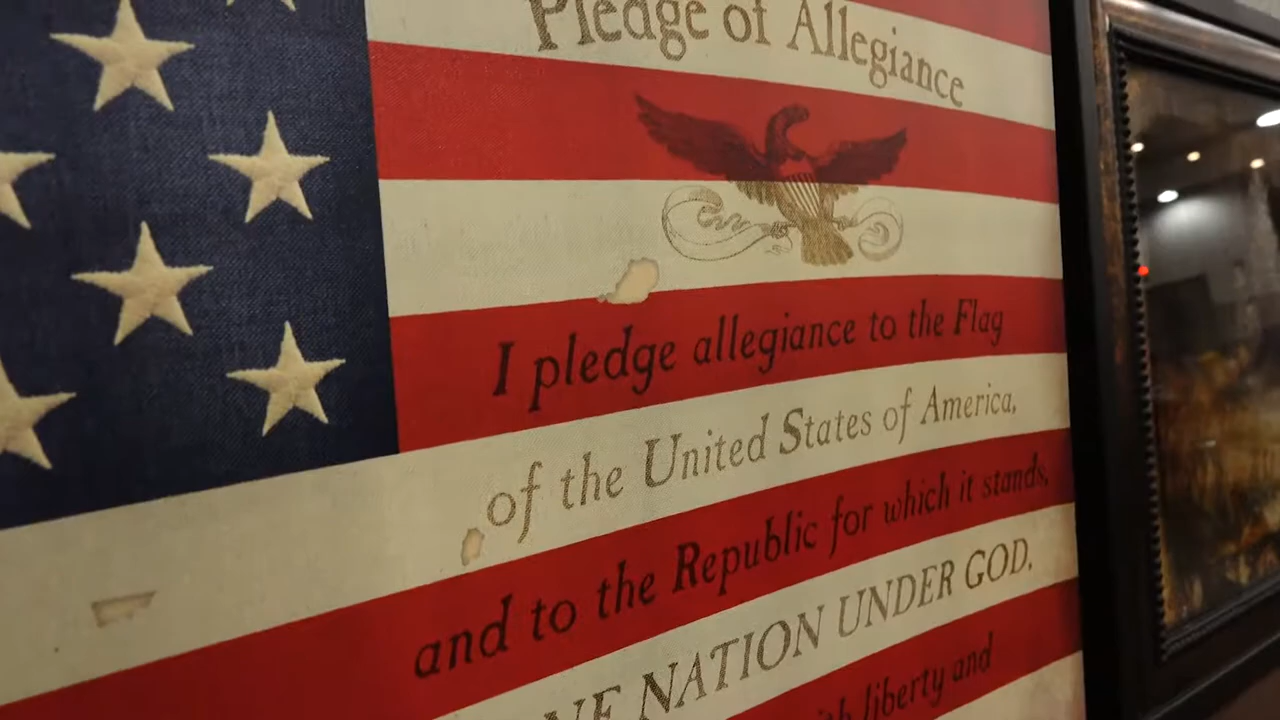 Pledge of Allegiance
I pledge allegiance to the Flag
of the United States of America,
and to the Republic for which it stands,
NATION UNDER GOD,
liberty and